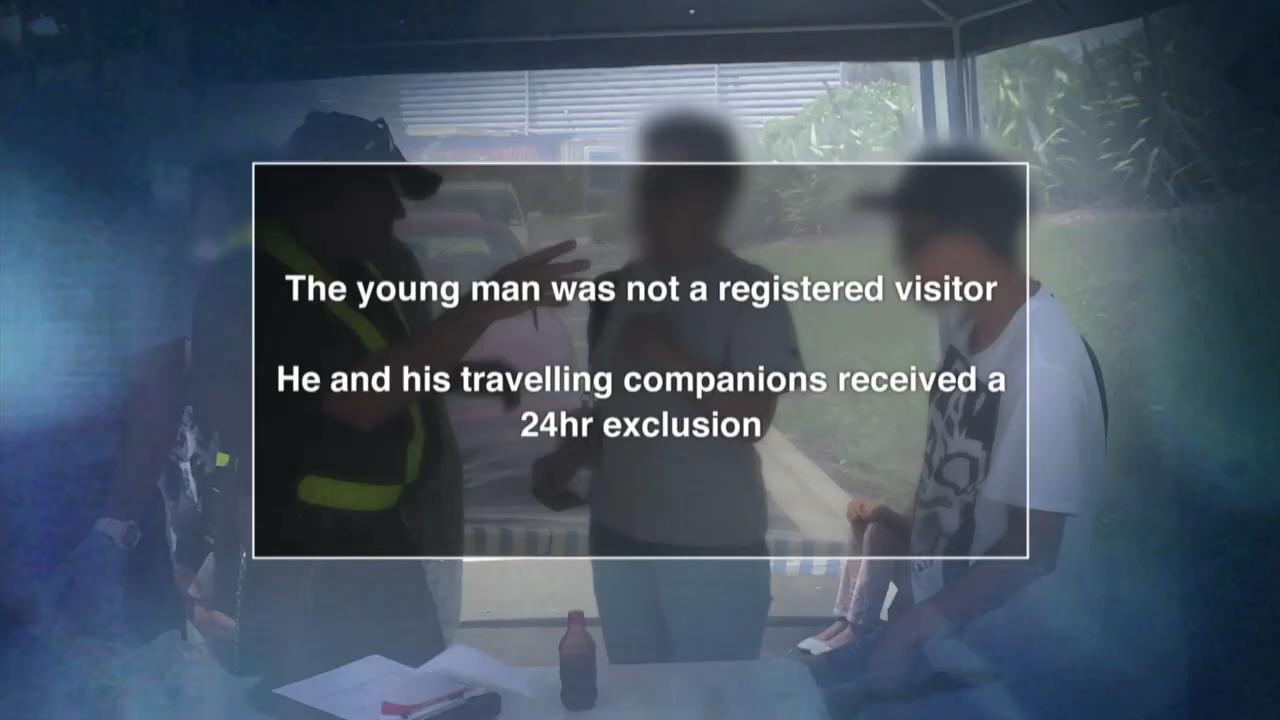 The young man was not a registered visitor
He and his travelling companions received a
24hr exclusion